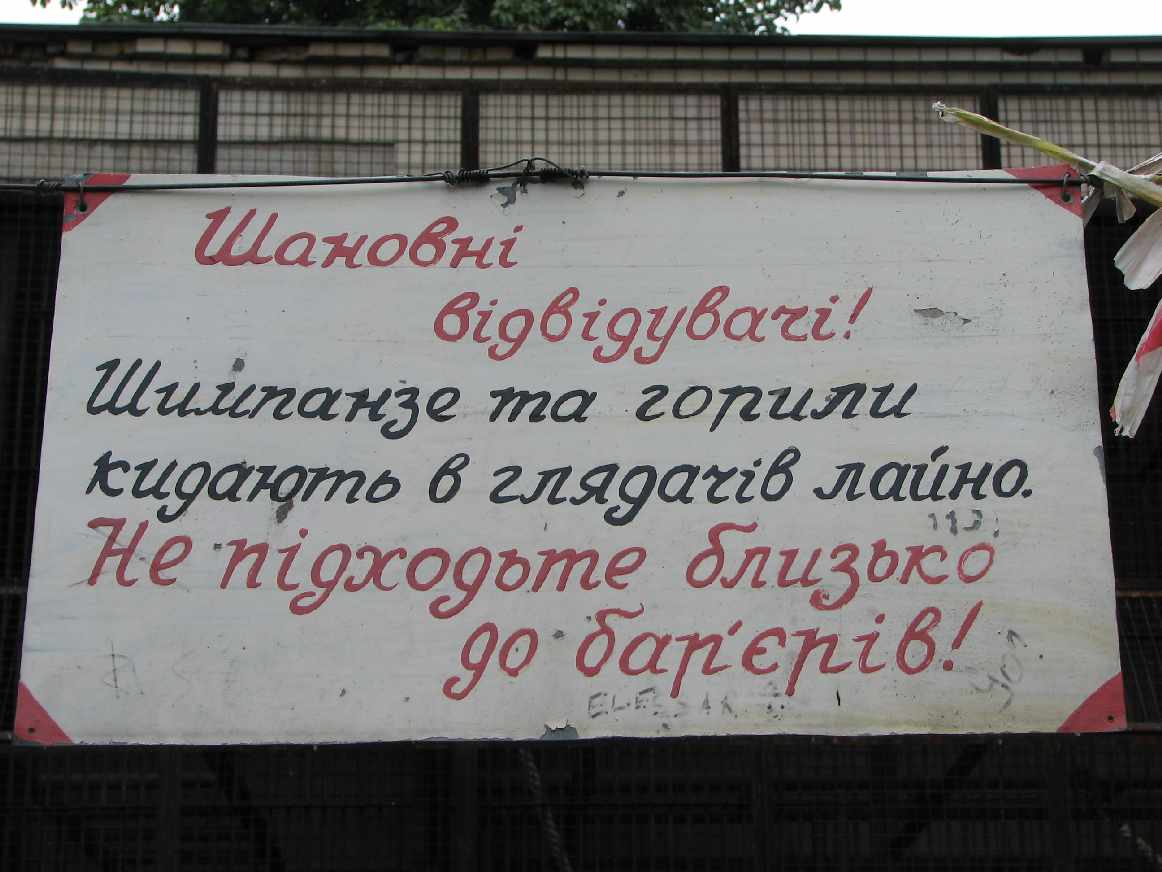 Шановні
відвідувачі!
Шимпанзе та горили
кидають в глядачів лайно.
Не підходьте близько
до бар'єрів!